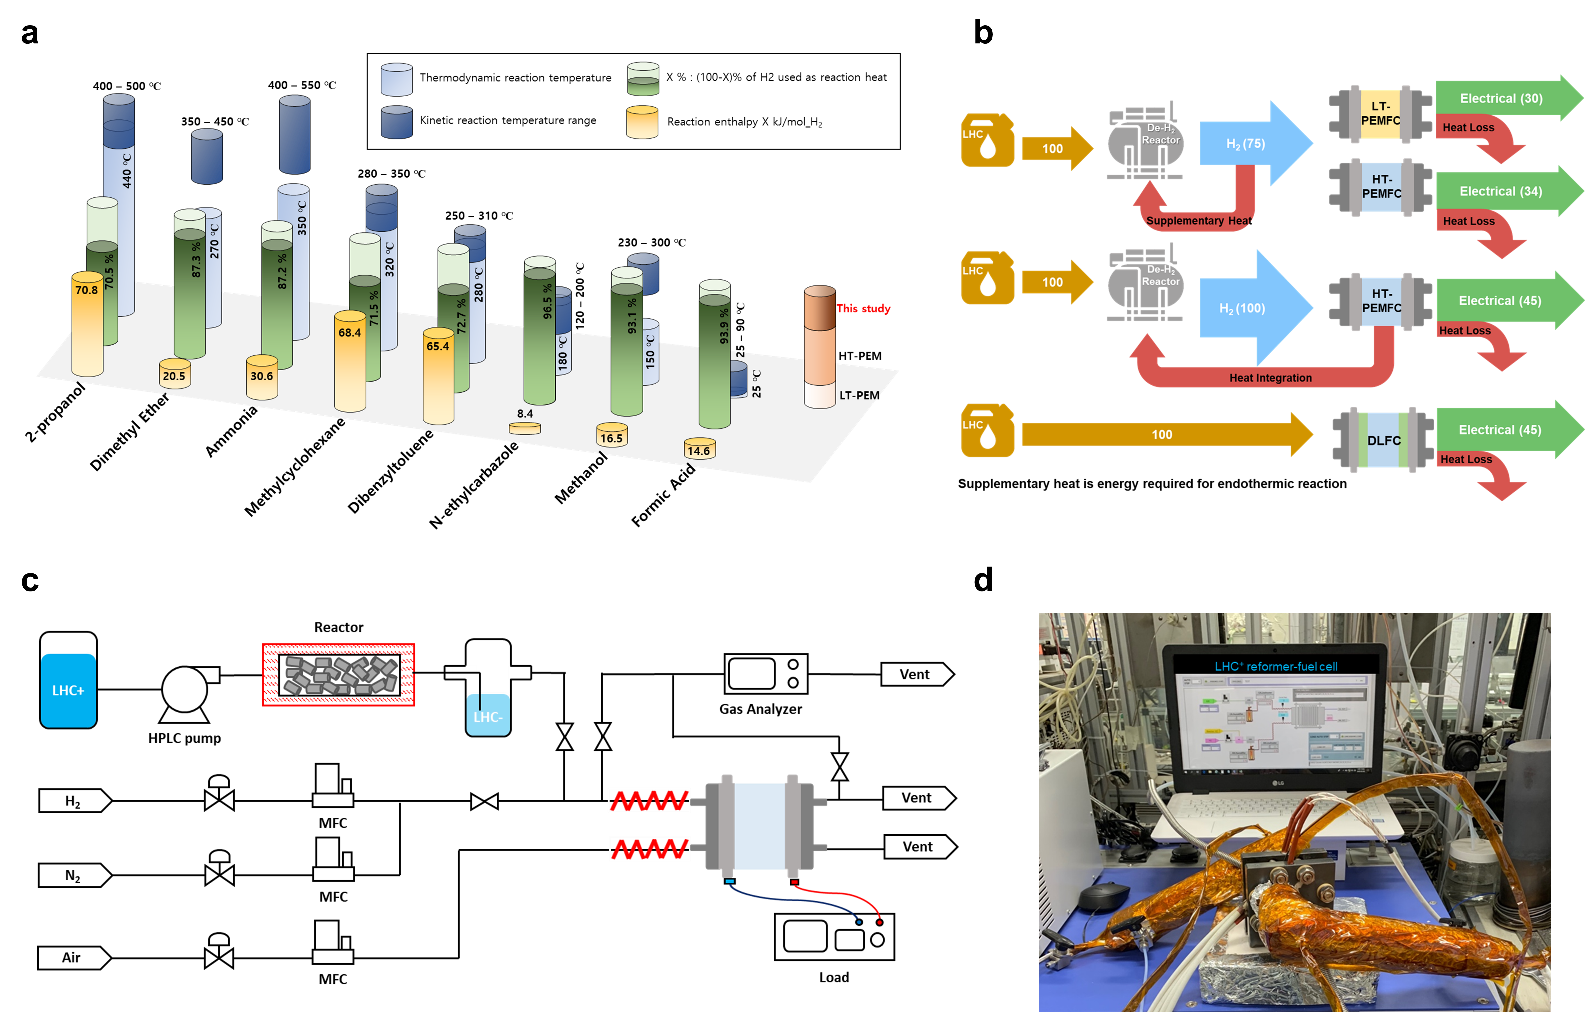 a
400 – 500 ℃
400 – 550 ℃
350 – 450 ℃
Thermodynamic reaction temperature
X % : (100-X)% of H2 used as reaction heat
Kinetic reaction temperature range
Reaction enthalpy X kJ/mol_H₂
280 – 350 ℃
250 – 310 ℃
230 – 300 ℃
440 ℃
270 ℃
350 ℃
320 ℃
280 ℃
180 ℃
120 – 200 ℃
150 ℃
25 – 90 ℃
25 ℃
70.5 %
87.3 %
87.2 %
71.5 %
72.7 %
96.5 %
93.1 %
93.9 %
70.8
20.5
30.6
68.4
65.4
8.4
16.5
14.6
This study
HT-PEM
LT-PEM
2-propanol
Dimethyl Ether
Ammonia
Methylcyclohexane
Dibenzyltoluene
N-ethylcarbazole
Methanol
Formic Acid
b
LHC
100
De-H₂
Reactor
H₂ (75)
Supplementary Heat
LT-
PEMFC
Electrical (30)
Heat Loss
HT-
PEMFC
Electrical (34)
Heat Loss
LHC
100
De-H₂
Reactor
H₂ (100)
HT-
PEMFC
Electrical (45)
Heat Loss
Heat Integration
LHC
100
DLFC
Electrical (45)
Heat Loss
Supplementary heat is energy required for endothermic reaction
c
Reactor
LHC+
HPLC pump
LHC-
Gas Analyzer
Vent
H₂
MFC
Vent
N₂
MFC
Vent
Air
MFC
Load
d
LHC⁺ reformer-fuel cell
LG